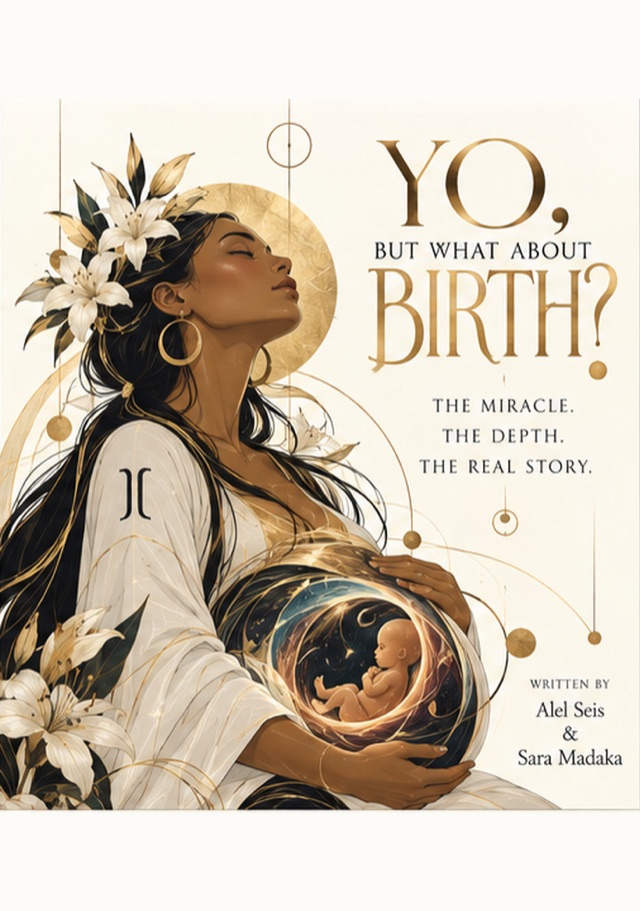 YO,
BUT WHAT ABOUT
BIRTH?
THE MIRACLE.
THE DEPTH.
THE REAL STORY.
WRITTEN BY
Alel Seis
&
Sara Madaka